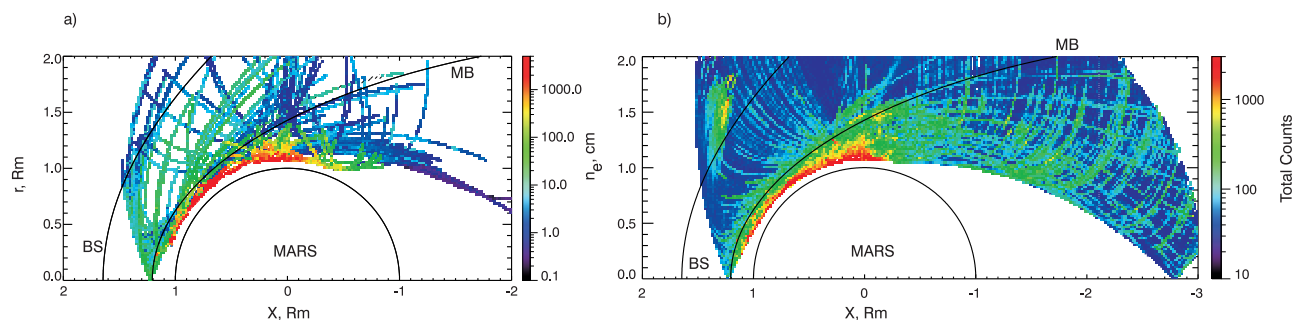 a)
2.0
1.5
1.0
0.5
0.0
r, Rm
BS
MB
MARS
2
1
0
-1
-2
X, Rm
1000.0
100.0
10.0
1.0
0.1
nₑ, cm
b)
2.0
1.5
1.0
0.5
0.0
BS
MB
MARS
2
1
0
-1
-2
-3
X, Rm
1000
100
10
Total Counts